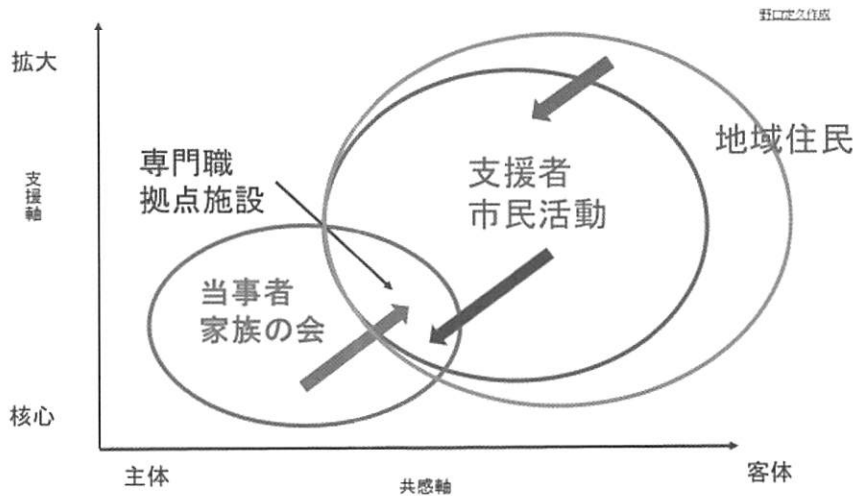 野口定久作成
拡大
地域住民
専門職
拠点施設
支援者
市民活動
支援軸
当事者
家族の会
核心
主体
共感軸
客体